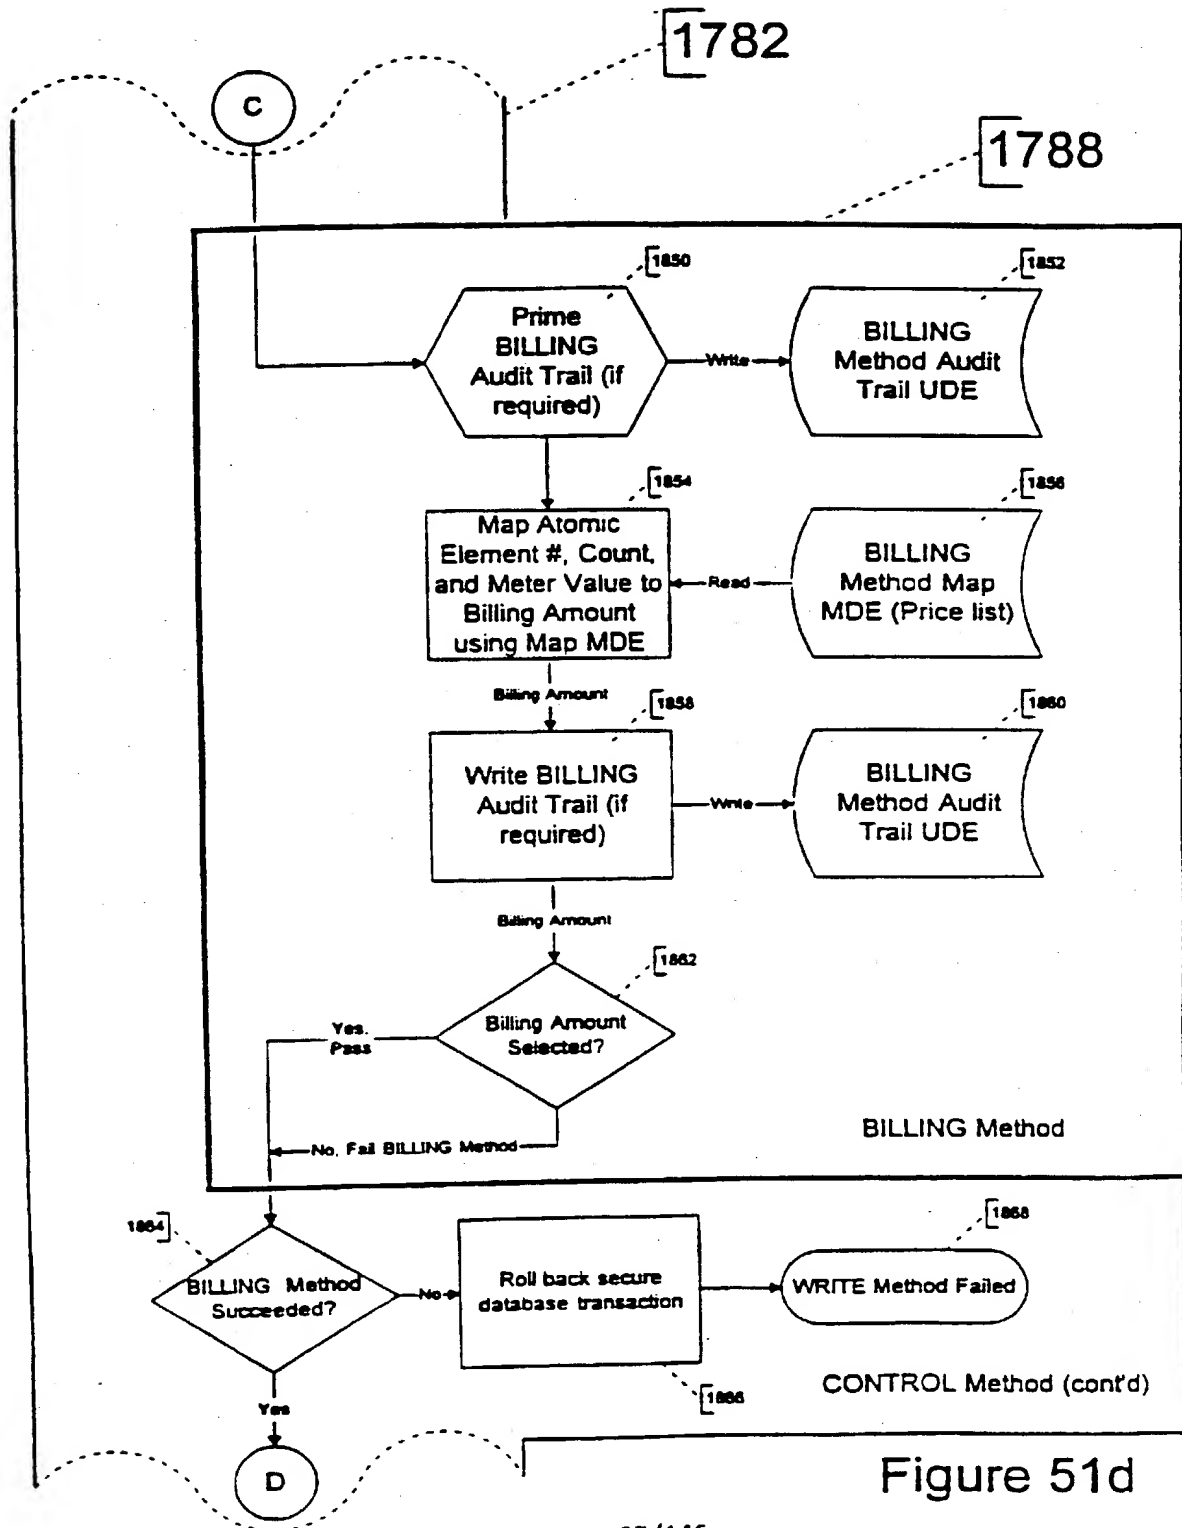 1782
C
1788
1850
1852
Prime
BILLING
Audit Trail (if
required)
Write
BILLING
Method Audit
Trail UDE
1854
1856
Map Atomic
Element #, Count,
and Meter Value to
Billing Amount
using Map MDE
Read
BILLING
Method Map
MDE (Price list)
Billing Amount
1858
1860
Write BILLING
Audit Trail (if
required)
Write
BILLING
Method Audit
Trail UDE
Billing Amount
1862
Billing Amount
Selected?
Yes,
Pass
No, Fail BILLING Method
BILLING Method
1864
1868
BILLING Method
Succeeded?
No
Roll back secure
database transaction
WRITE Method Failed
1866
CONTROL Method (cont'd)
Yes
D
Figure 51d